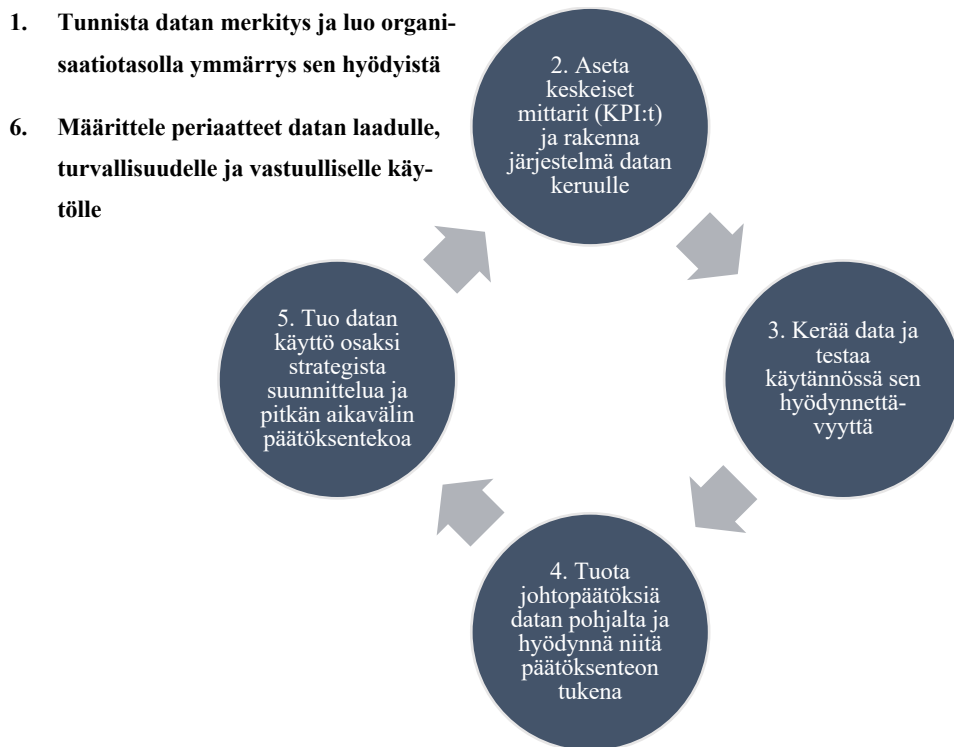 1. Tunnista datan merkitys ja luo organi-
saatiotasolla ymmärrys sen hyödyistä
6. Määrittele periaatteet datan laadulle,
turvallisuudelle ja vastuulliselle käy-
tölle
2. Aseta
keskeiset
mittarit (KPI:t)
ja rakenna
järjestelmä datan
keruulle
3. Kerää data ja
testaa
käytännössä sen
hyödynnettä-
vyyttä
4. Tuota
johtopäätöksiä
datan pohjalta ja
hyödynnä niitä
päätöksenteon
tukena
5. Tuo datan
käyttö osaksi
strategista
suunnittelua ja
pitkän aikavälin
päätöksentekoa